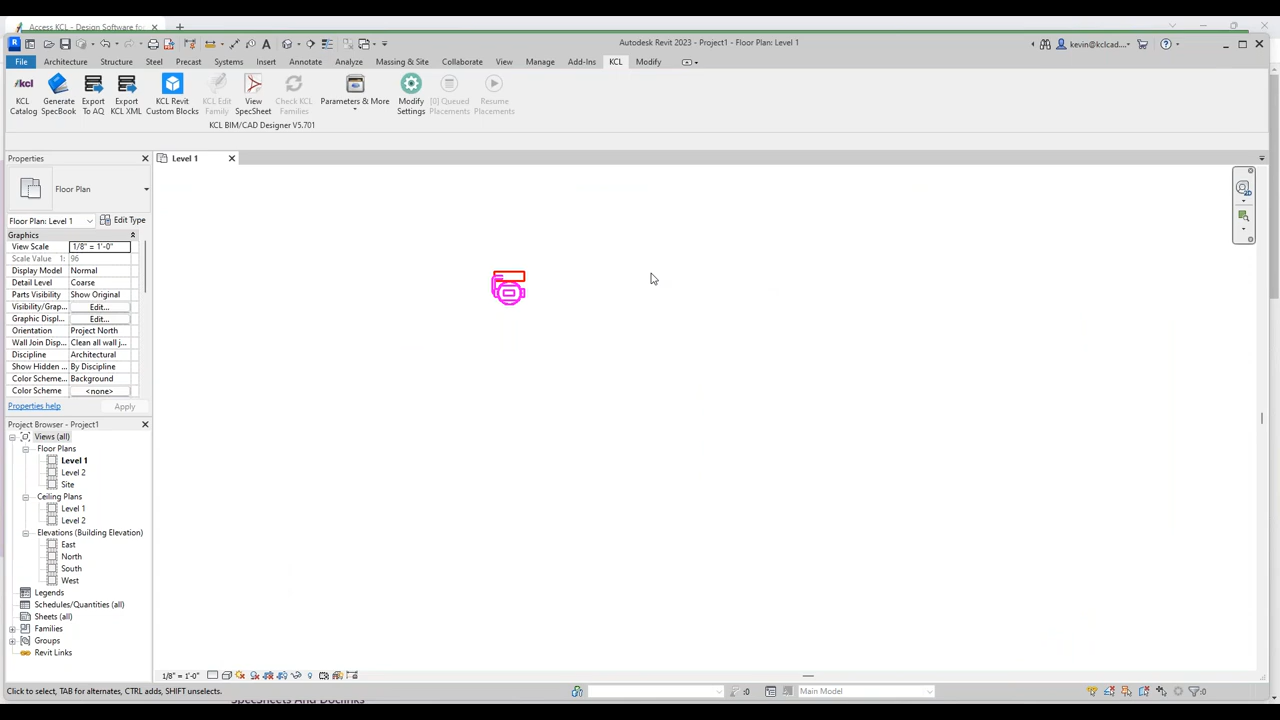 Access KCL - Design Software fo
Autodesk Revit 2023 - Project1 - Floor Plan: Level 1
kevin@kclcad....
File Architecture Structure Steel Precast Systems Insert Annotate Analyze Massing & Site Collaborate View Manage Add-Ins KCL Modify
KCL Catalog
Generate SpecBook
Export To AQ
Export KCL XML
KCL Revit Custom Blocks
KCL Edit Family
View SpecSheet
Check KCL Families
Parameters & More
Modify Settings
[0] Queued Placements
Resume Placements
KCL BIM/CAD Designer V5.701
Properties
Level 1
Floor Plan
Floor Plan: Level 1 Edit Type
Graphics
View Scale 1/8" = 1'-0"
Scale Value 1: 96
Display Model Normal
Detail Level Coarse
Parts Visibility Show Original
Visibility/Grap... Edit...
Graphic Displ... Edit...
Orientation Project North
Wall Join Disp... Clean all wall j...
Discipline Architectural
Show Hidden ... By Discipline
Color Scheme... Background
Color Scheme <none>
Properties help Apply
Project Browser - Project1
Views (all)
Floor Plans
Level 1
Level 2
Site
Ceiling Plans
Level 1
Level 2
Elevations (Building Elevation)
East
North
South
West
Legends
Schedules/Quantities (all)
Sheets (all)
Families
Groups
Revit Links
1/8" = 1'-0"
Click to select, TAB for alternates, CTRL adds, SHIFT unselects.
:0
Main Model
:0
SpecSheets And Doclinks